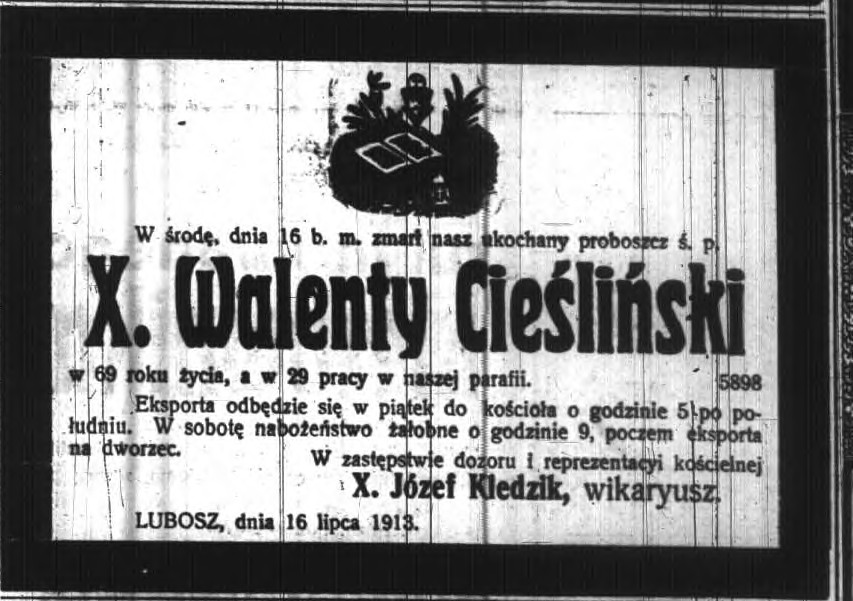 W środę, dnia 16 b. m. zmarł nasz ukochany proboszcz ś. p.
X. Walenty Cieśliński
w 69 roku życia, a w 29 pracy w naszej parafii. 5898
Eksporta odbędzie się w piątek do kościoła o godzinie 5 po po-
łudniu. W sobotę nabożeństwo żałobne o godzinie 9, poczem eksporta
na dworzec.
W zastępstwie dozoru i reprezentacyi kościelnej
X. Józef Kledzik, wikaryusz.
LUBOSZ, dnia 16 lipca 1913.